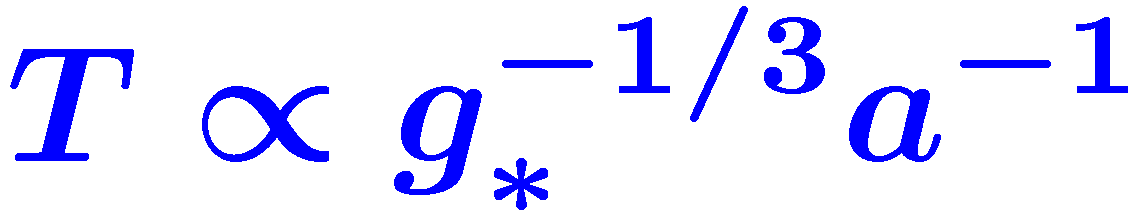 T ∝ g_*^{-1/3} a^{-1}